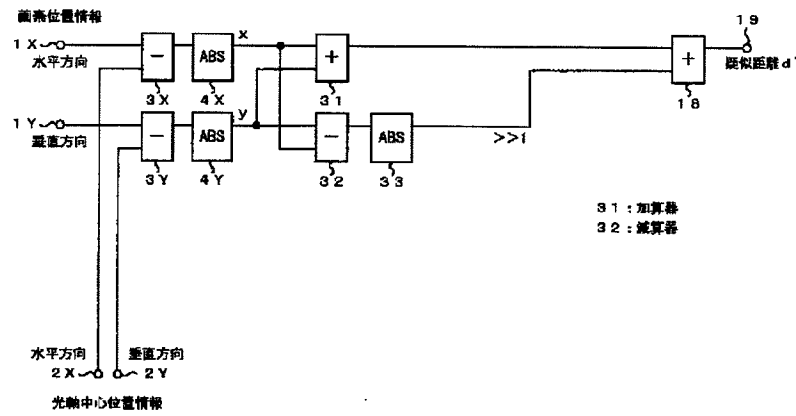 画素位置情報
1X
水平方向
−
3X
ABS
4X
x
+
31
+
18
19
疑似距離d'
1Y
垂直方向
−
3Y
ABS
4Y
y
−
32
ABS
33
>>i
31:加算器
32:減算器
水平方向
2X
垂直方向
2Y
光軸中心位置情報